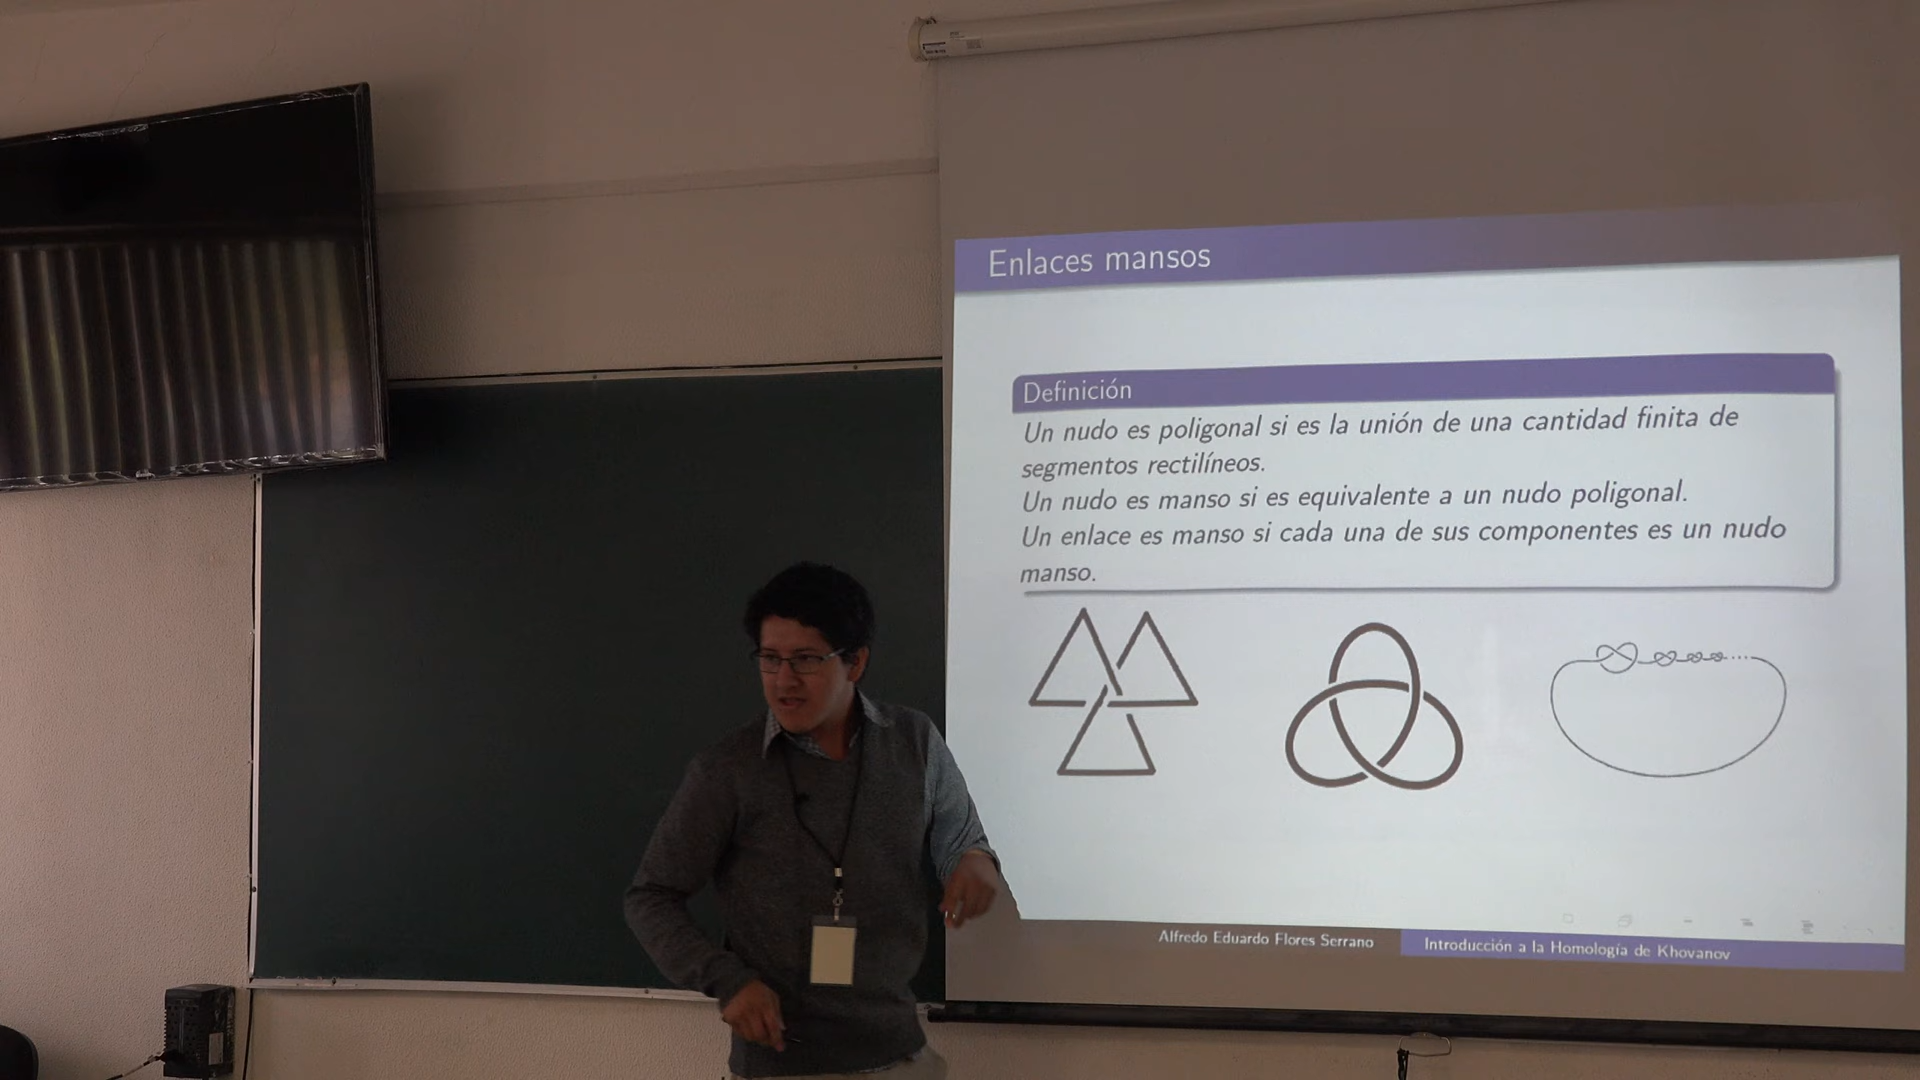 Enlaces mansos
Definición
Un nudo es poligonal si es la unión de una cantidad finita de
segmentos rectilíneos.
Un nudo es manso si es equivalente a un nudo poligonal.
Un enlace es manso si cada una de sus componentes es un nudo
manso.
Alfredo Eduardo Flores Serrano
Introducción a la Homología de Khovanov